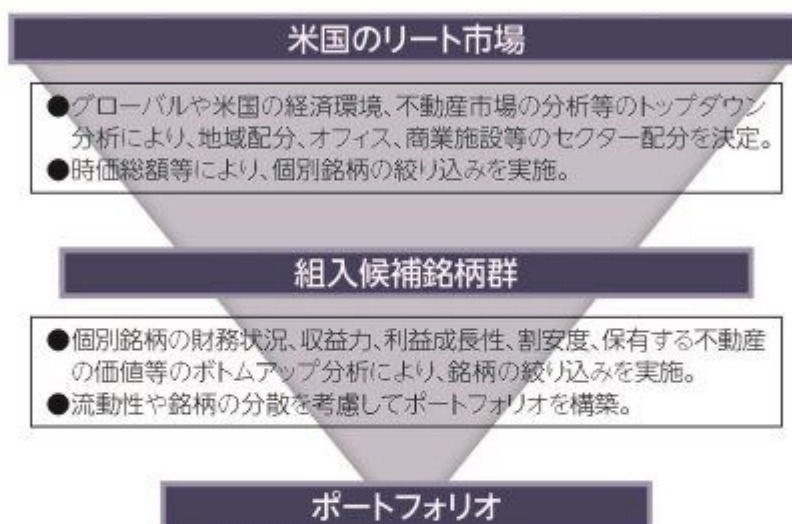 米国のリート市場
●グローバルや米国の経済環境、不動産市場の分析等のトップダウン
分析により、地域配分、オフィス、商業施設等のセクター配分を決定。
●時価総額等により、個別銘柄の絞り込みを実施。
組入候補銘柄群
●個別銘柄の財務状況、収益力、利益成長性、割安度、保有する不動産
の価値等のボトムアップ分析により、銘柄の絞り込みを実施。
●流動性や銘柄の分散を考慮してポートフォリオを構築。
ポートフォリオ